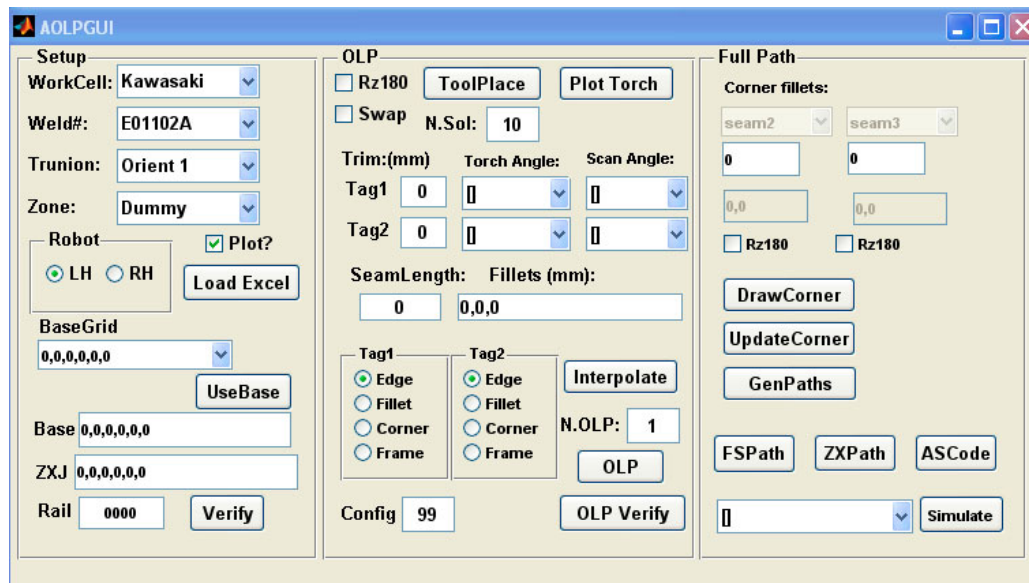 AOLPGUI
Setup
WorkCell: Kawasaki
Weld#: E01102A
Trunion: Orient 1
Zone: Dummy
Robot
Plot?
LH RH
Load Excel
BaseGrid
0,0,0,0,0,0
UseBase
Base 0,0,0,0,0,0
ZXJ 0,0,0,0,0,0
Rail 0000 Verify
OLP
Rz180 ToolPlace Plot Torch
Swap N.Sol: 10
Trim:(mm) Torch Angle: Scan Angle:
Tag1 0 [] []
Tag2 0 [] []
SeamLength: Fillets (mm):
0 0,0,0
Tag1 Tag2
Edge Edge Interpolate
Fillet Fillet
Corner Corner N.OLP: 1
Frame Frame
OLP
Config 99 OLP Verify
Full Path
Corner fillets:
seam2 seam3
0 0
0,0 0,0
Rz180 Rz180
DrawCorner
UpdateCorner
GenPaths
FSPath ZXPath ASCode
[] Simulate